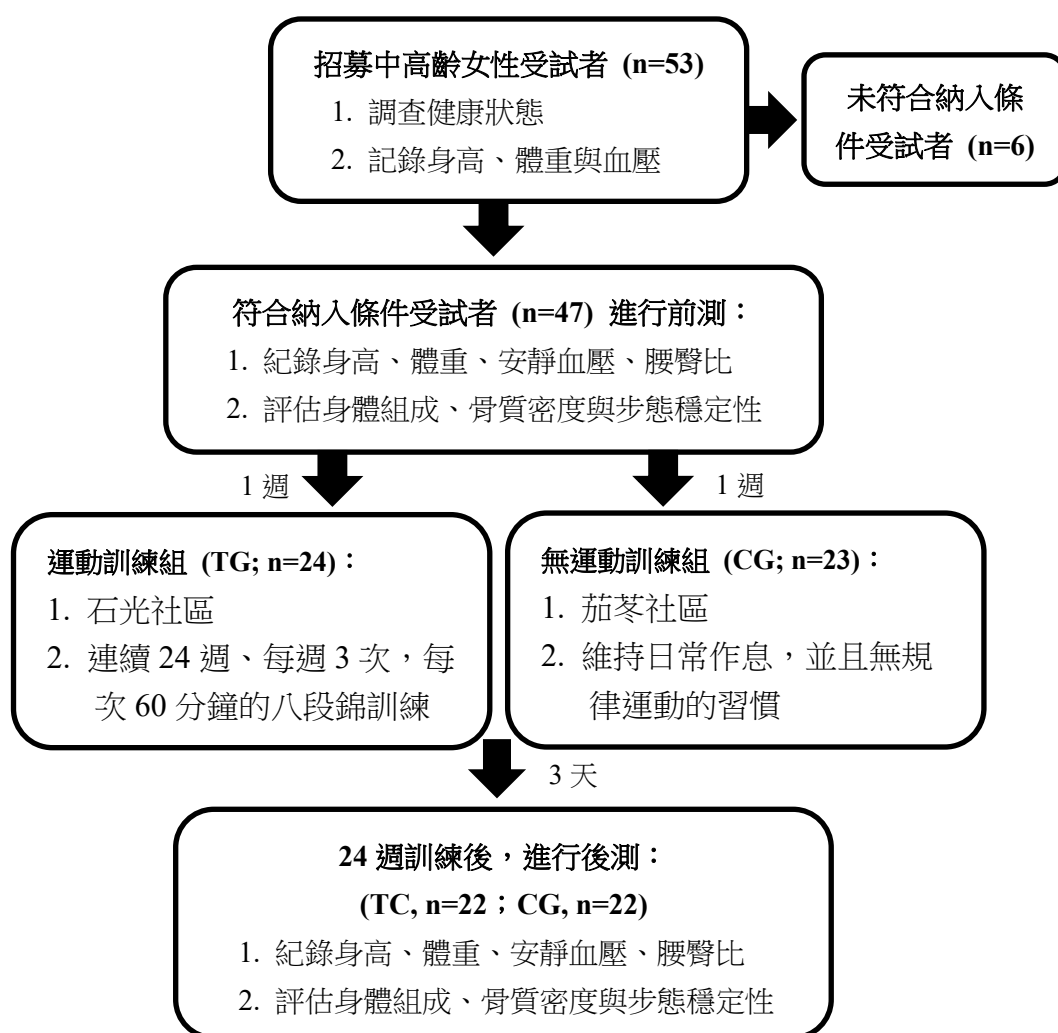 招募中高齡女性受試者 (n=53)
1. 調查健康狀態
2. 記錄身高、體重與血壓
未符合納入條
件受試者 (n=6)
符合納入條件受試者 (n=47) 進行前測：
1. 紀錄身高、體重、安靜血壓、腰臀比
2. 評估身體組成、骨質密度與步態穩定性
1 週
1 週
運動訓練組 (TG; n=24)：
1. 石光社區
2. 連續 24 週、每週 3 次，每
次 60 分鐘的八段錦訓練
無運動訓練組 (CG; n=23)：
1. 茄苳社區
2. 維持日常作息，並且無規
律運動的習慣
3 天
24 週訓練後，進行後測：
(TC, n=22；CG, n=22)
1. 紀錄身高、體重、安靜血壓、腰臀比
2. 評估身體組成、骨質密度與步態穩定性